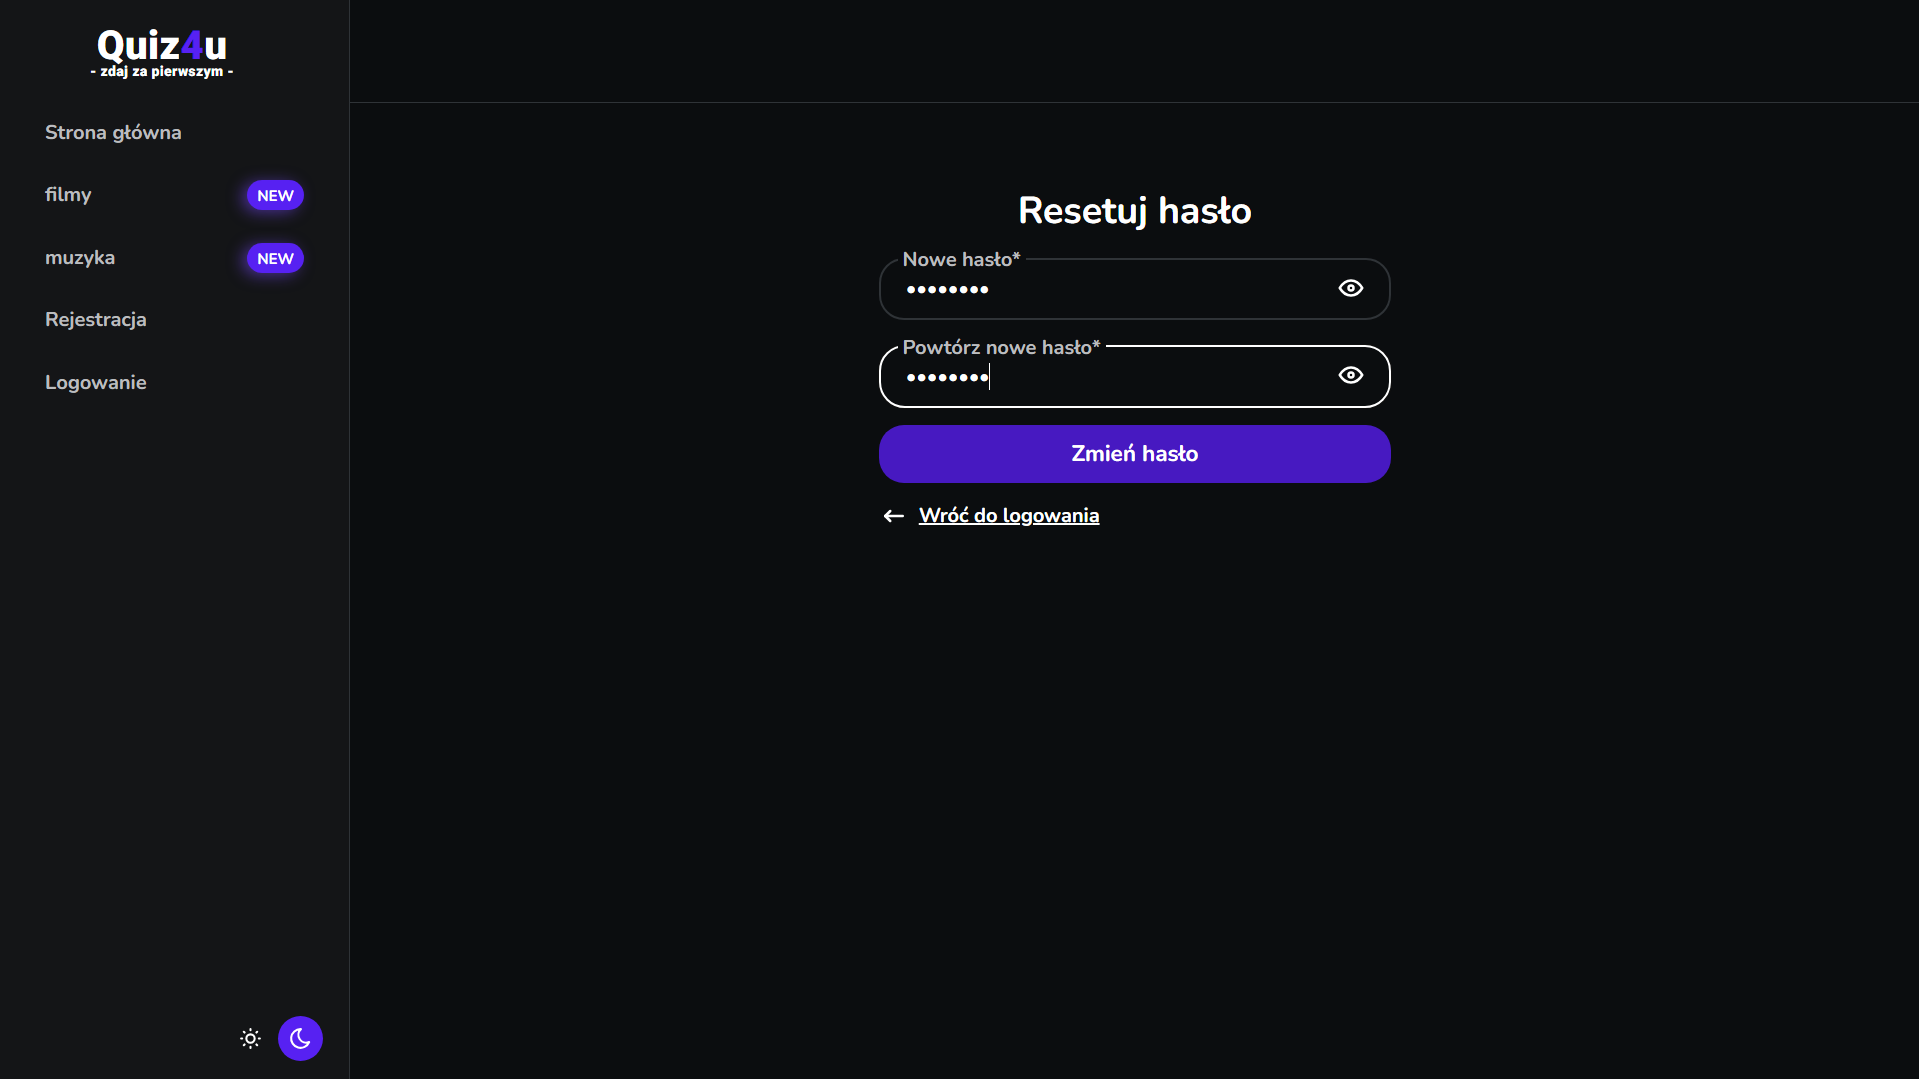 Quiz4u
- zdaj za pierwszym -
Strona główna
filmy
NEW
muzyka
NEW
Rejestracja
Logowanie
Resetuj hasło
Nowe hasło*
••••••••
Powtórz nowe hasło*
••••••••
Zmień hasło
Wróć do logowania